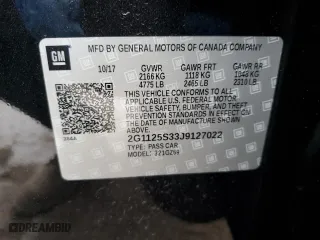 GM
MFD BY GENERAL MOTORS OF CANADA COMPANY
10/17 GVWR GAWR FRT GAWR RR
2166 KG 1118 KG 1048 KG
4775 LB 2465 LB 2310 LB
THIS VEHICLE CONFORMS TO ALL
APPLICABLE U.S. FEDERAL MOTOR
VEHICLE SAFETY, BUMPER, AND THEFT
PREVENTION STANDARDS IN EFFECT ON THE
DATE OF MANUFACTURE SHOWN ABOVE.
2G1125S33J9127022
TYPE: PASS CAR
MODEL:
DREAMBID